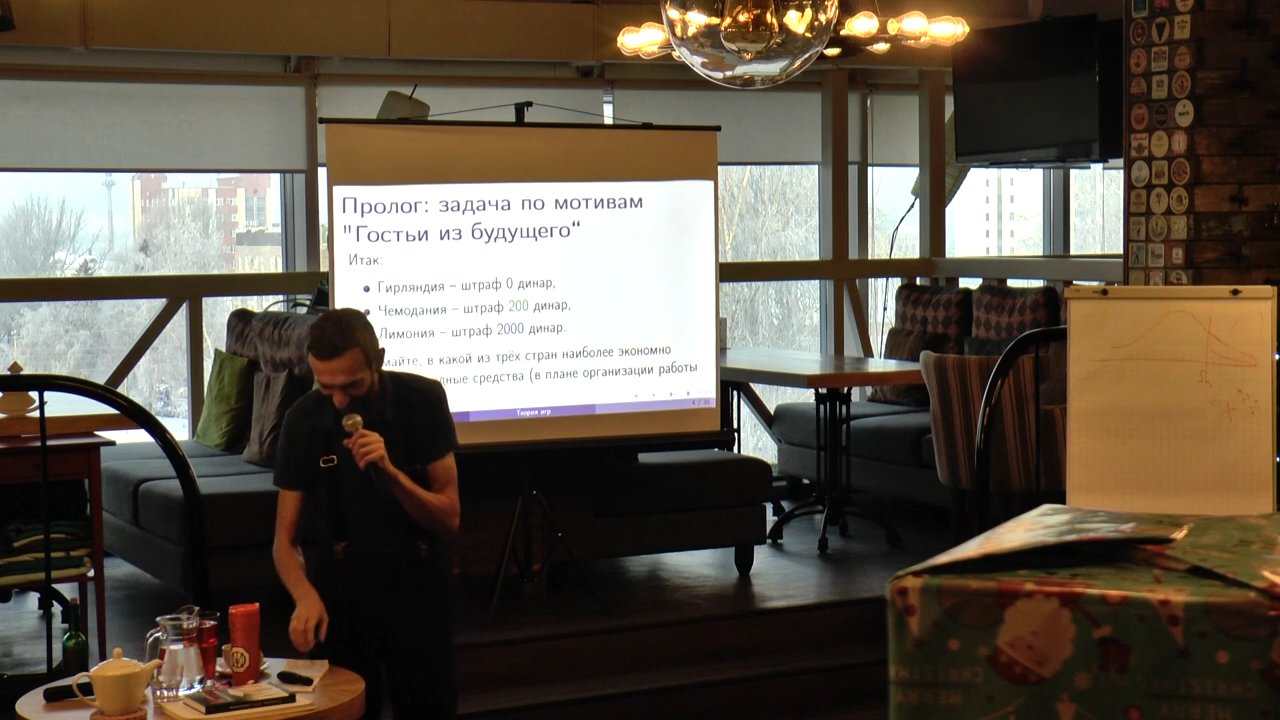 Пролог: задача по мотивам
"Гостьи из будущего“
Итак:
Гирляндия – штраф 0 динар,
Чемодания – штраф 200 динар,
Лимония – штраф 2000 динар.
в какой из трёх стран наиболее экономно
средства (в плане организации работы
Теория игр
MERRY